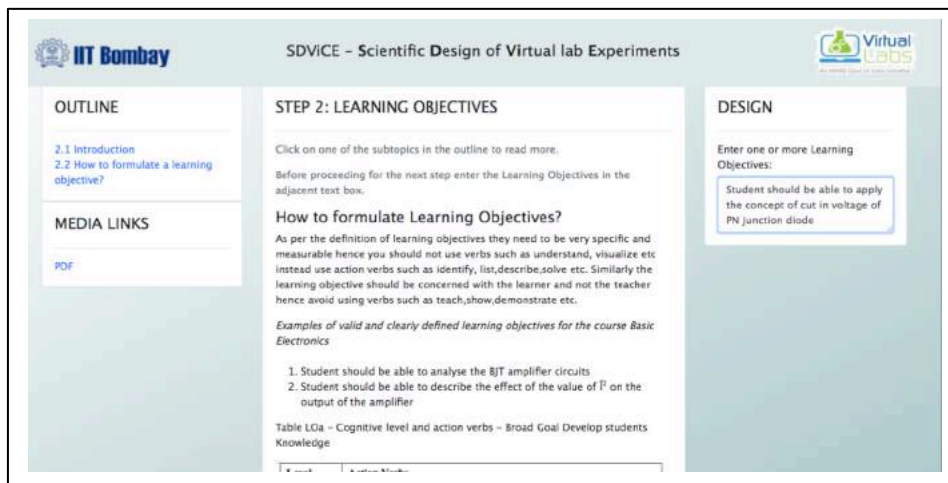 IIT Bombay
SDViCE – Scientific Design of Virtual lab Experiments
Virtual
Labs
OUTLINE
2.1 Introduction
2.2 How to formulate a learning
objective?
MEDIA LINKS
PDF
STEP 2: LEARNING OBJECTIVES
Click on one of the subtopics in the outline to read more.
Before proceeding for the next step enter the Learning Objectives in the
adjacent text box.
How to formulate Learning Objectives?
As per the definition of learning objectives they need to be very specific and
measurable hence you should not use verbs such as understand, visualize etc
instead use action verbs such as identify, list,describe,solve etc. Similarly the
learning objective should be concerned with the learner and not the teacher
hence avoid using verbs such as teach,show,demonstrate etc.
Examples of valid and clearly defined learning objectives for the course Basic
Electronics
1. Student should be able to analyse the BJT amplifier circuits
2. Student should be able to describe the effect of the value of on the
output of the amplifier
Table LOa – Cognitive level and action verbs – Broad Goal Develop students
Knowledge
DESIGN
Enter one or more Learning
Objectives:
Student should be able to apply
the concept of cut in voltage of
PN junction diode